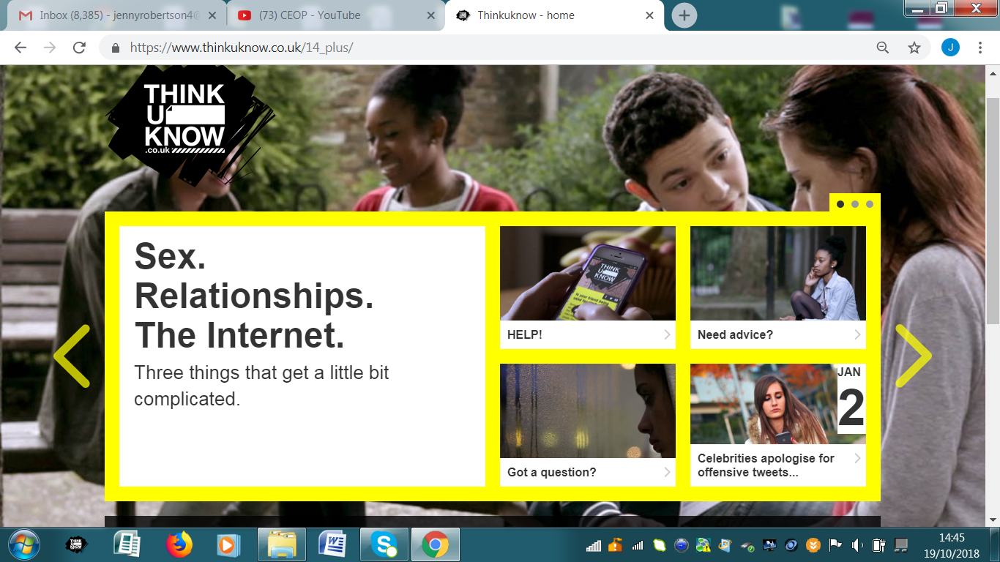 Inbox (8,385) - jennyrobertson4@
(73) CEOP - YouTube
Thinkuknow - home
https://www.thinkuknow.co.uk/14_plus/
J
THINK
U
KNOW
.co.uk
Sex.
Relationships.
The Internet.
Three things that get a little bit
complicated.
THINK
U
KNOW
HELP!
Need advice?
Got a question?
JAN
2
Celebrities apologise for
offensive tweets...
14:45
19/10/2018